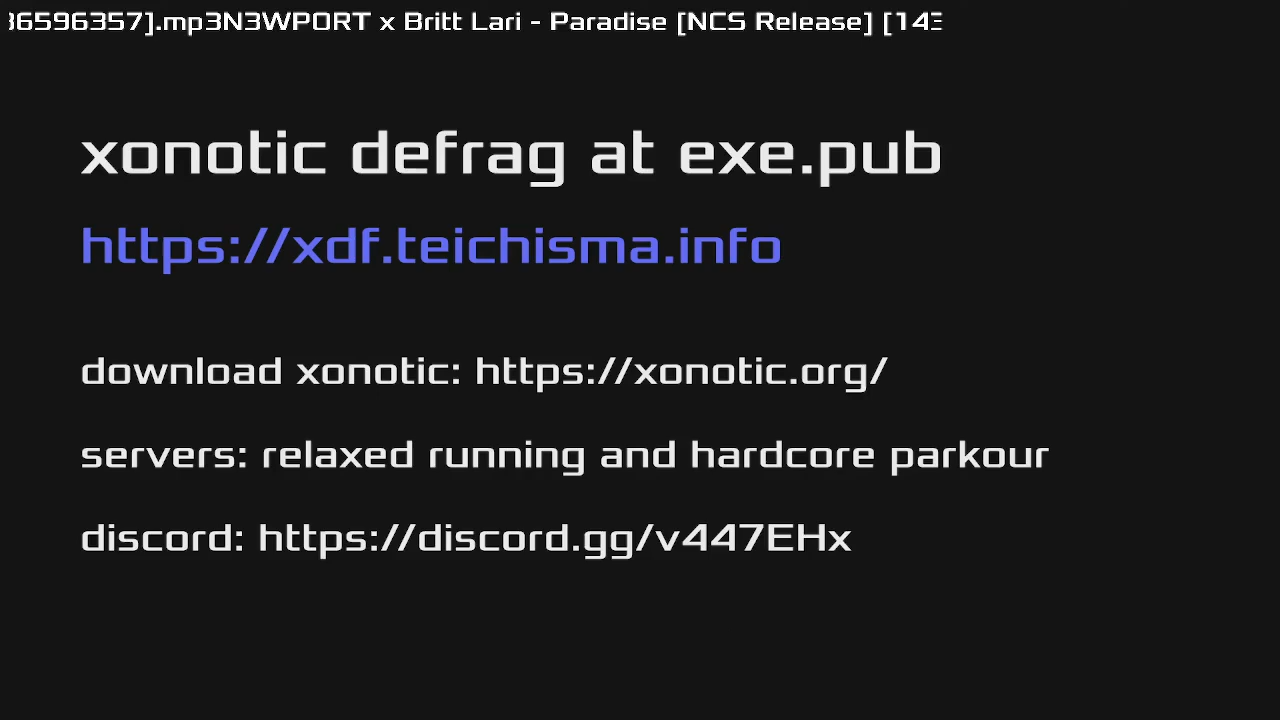 36596357].mp3N3WPORT x Britt Lari - Paradise [NCS Release] [143
xonotic defrag at exe.pub
https://xdf.teichisma.info
download xonotic: https://xonotic.org/
servers: relaxed running and hardcore parkour
discord: https://discord.gg/v447EHx